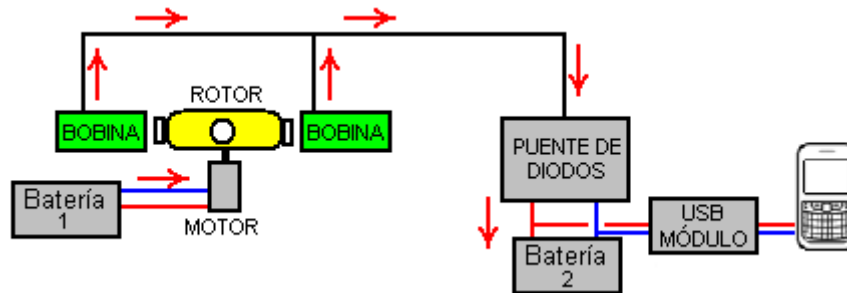 ROTOR
BOBINA
BOBINA
PUENTE DE
DIODOS
Batería
1
MOTOR
USB
MÓDULO
Batería
2